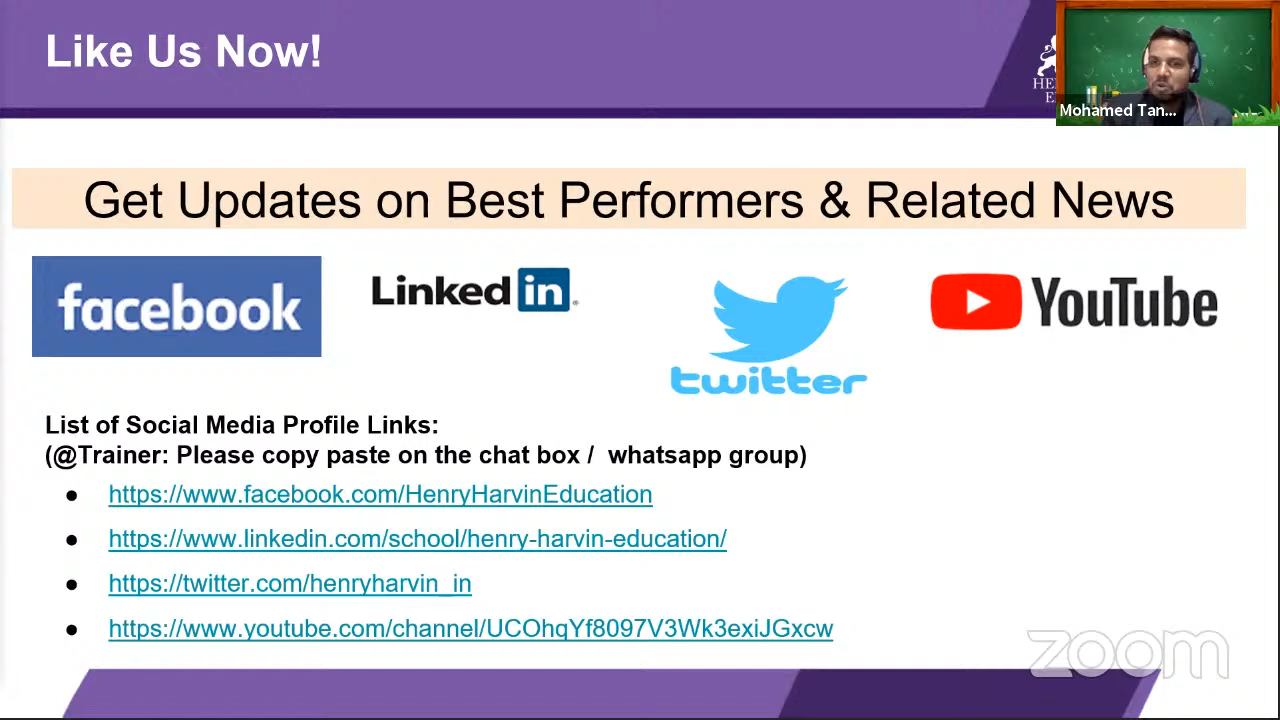 Like Us Now!
Mohamed Tan...
Get Updates on Best Performers & Related News
facebook
Linked in
twitter
YouTube
List of Social Media Profile Links:
(@Trainer: Please copy paste on the chat box / whatsapp group)
● https://www.facebook.com/HenryHarvinEducation
● https://www.linkedin.com/school/henry-harvin-education/
● https://twitter.com/henryharvin_in
● https://www.youtube.com/channel/UCOhqYf8097V3Wk3exiJGxcw
zoom